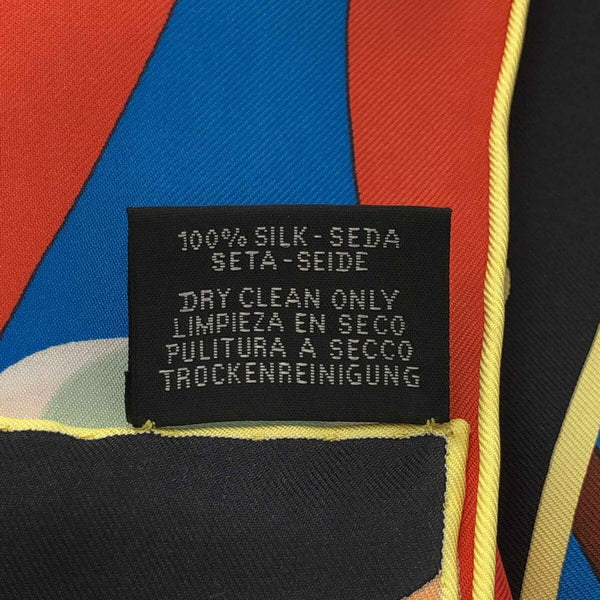 100% SILK - SEDA
SETA-SEIDE
DRY CLEAN ONLY
LIMPIEZA EN SECO
PULITURA A SECCO
TROCKENREINIGUNG